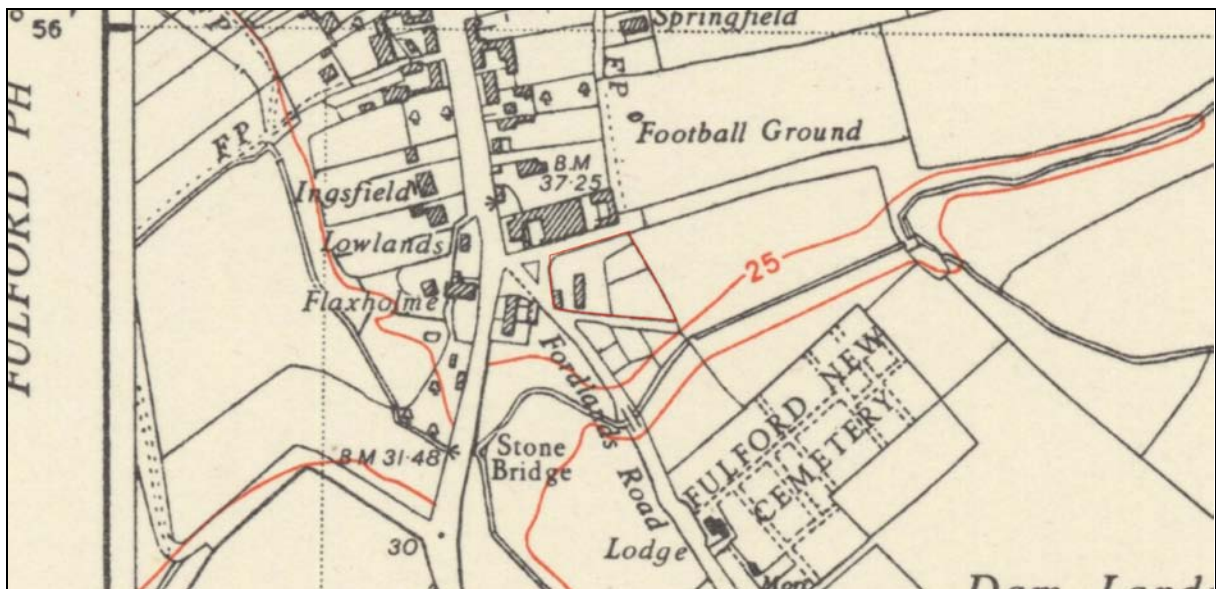 56
FULFORD PH
F P
Springfield
F P
Football Ground
F P
B.M
37·25
Ingsfield
Lowlands
Flaxholme
25
Fordlands Road
FULFORD NEW
CEMETERY
Stone
Bridge
B M 31·48
30
Lodge